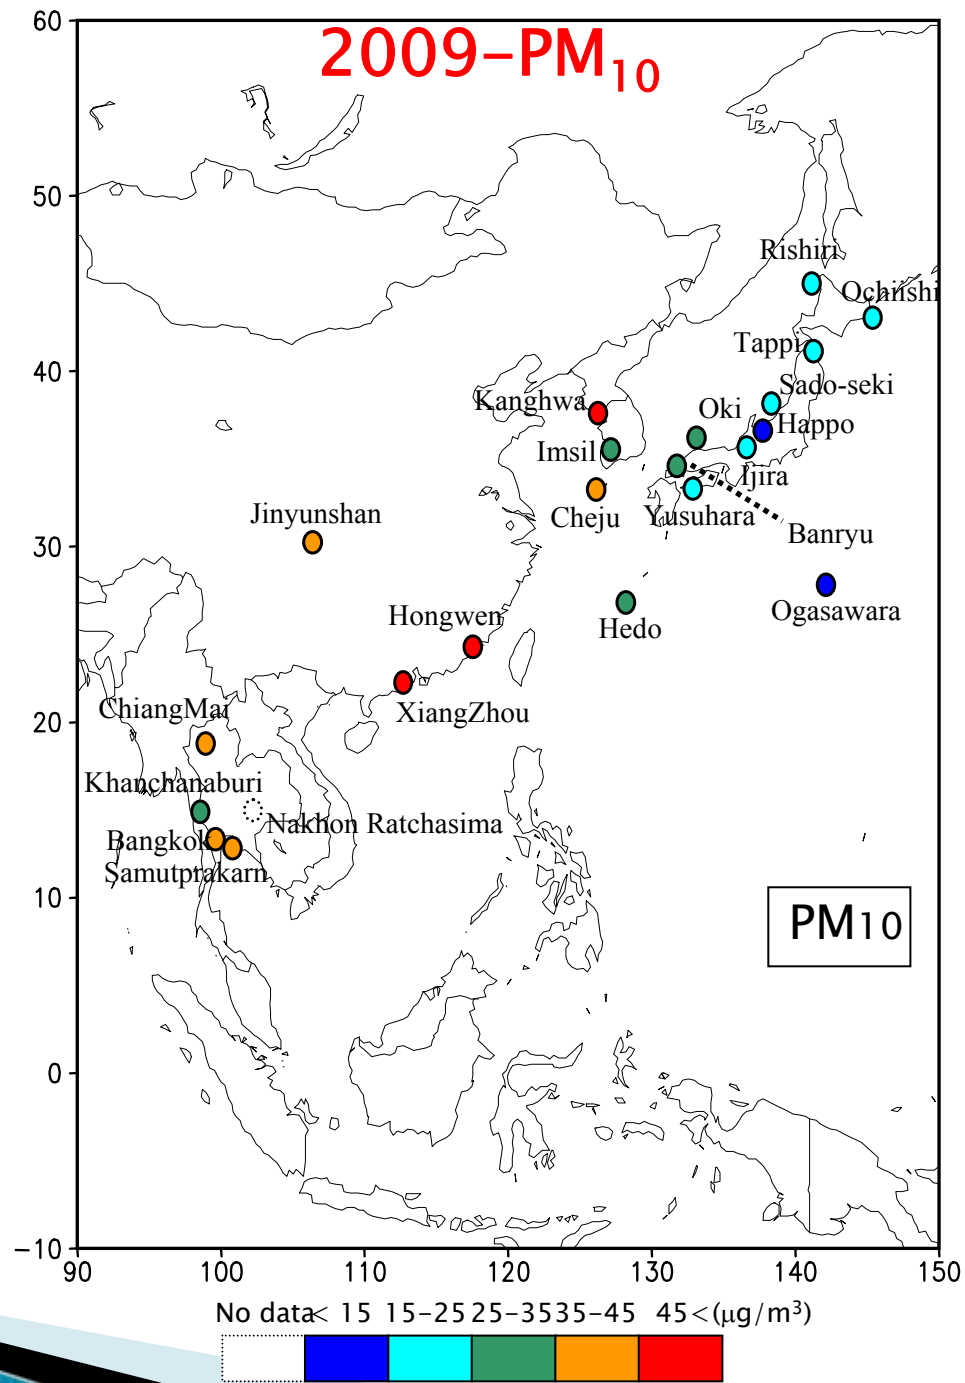 2009-PM10
60
50
40
30
20
10
0
-10
Rishiri
Ochiishi
Tappi
Sado-seki
Kanghwa
Oki
Happo
Imsil
Ijira
Cheju
Yusuhara
Jinyunshan
Banryu
Hongwen
Hedo
Ogasawara
ChiangMai
XiangZhou
Khanchanaburi
Nakhon Ratchasima
Bangkok
Samutprakarn
PM10
90 100 110 120 130 140 150
No data < 15 15-25 25-35 35-45 45< (μg/m³)